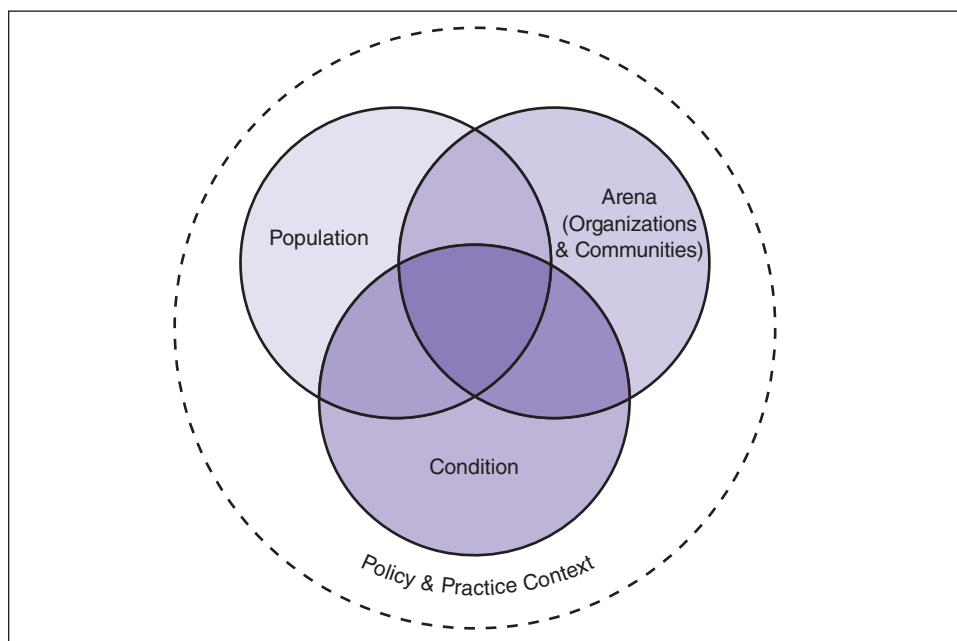 Population
Arena
(Organizations
& Communities)
Condition
Policy & Practice Context